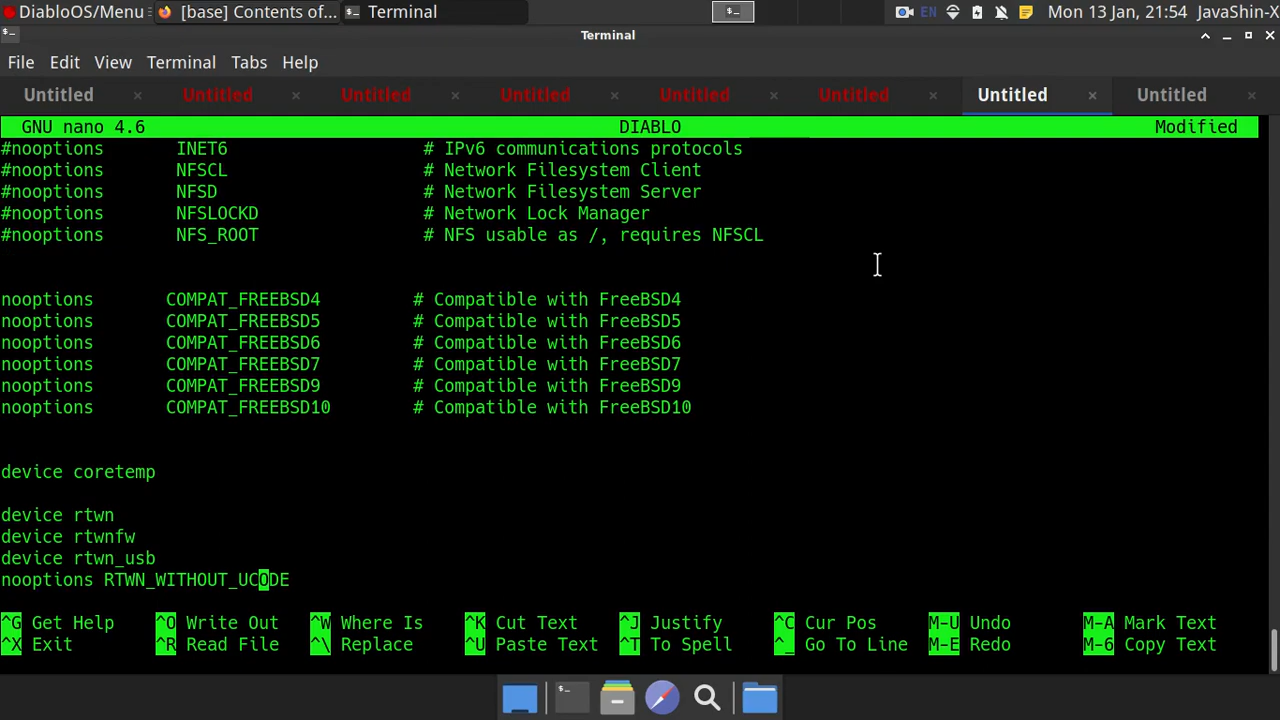 DiabloOS/Menu [base] Contents of... Terminal EN Mon 13 Jan, 21:54 JavaShin-X
Terminal
File Edit View Terminal Tabs Help
Untitled Untitled Untitled Untitled Untitled Untitled Untitled Untitled
GNU nano 4.6 DIABLO Modified
#nooptions INET6 # IPv6 communications protocols
#nooptions NFSCL # Network Filesystem Client
#nooptions NFSD # Network Filesystem Server
#nooptions NFSLOCKD # Network Lock Manager
#nooptions NFS_ROOT # NFS usable as /, requires NFSCL
nooptions COMPAT_FREEBSD4 # Compatible with FreeBSD4
nooptions COMPAT_FREEBSD5 # Compatible with FreeBSD5
nooptions COMPAT_FREEBSD6 # Compatible with FreeBSD6
nooptions COMPAT_FREEBSD7 # Compatible with FreeBSD7
nooptions COMPAT_FREEBSD9 # Compatible with FreeBSD9
nooptions COMPAT_FREEBSD10 # Compatible with FreeBSD10
device coretemp
device rtwn
device rtwnfw
device rtwn_usb
nooptions RTWN_WITHOUT_UCODE
^G Get Help ^O Write Out ^W Where Is ^K Cut Text ^J Justify ^C Cur Pos M-U Undo M-A Mark Text
^X Exit ^R Read File ^\ Replace ^U Paste Text ^T To Spell ^_ Go To Line M-E Redo M-6 Copy Text